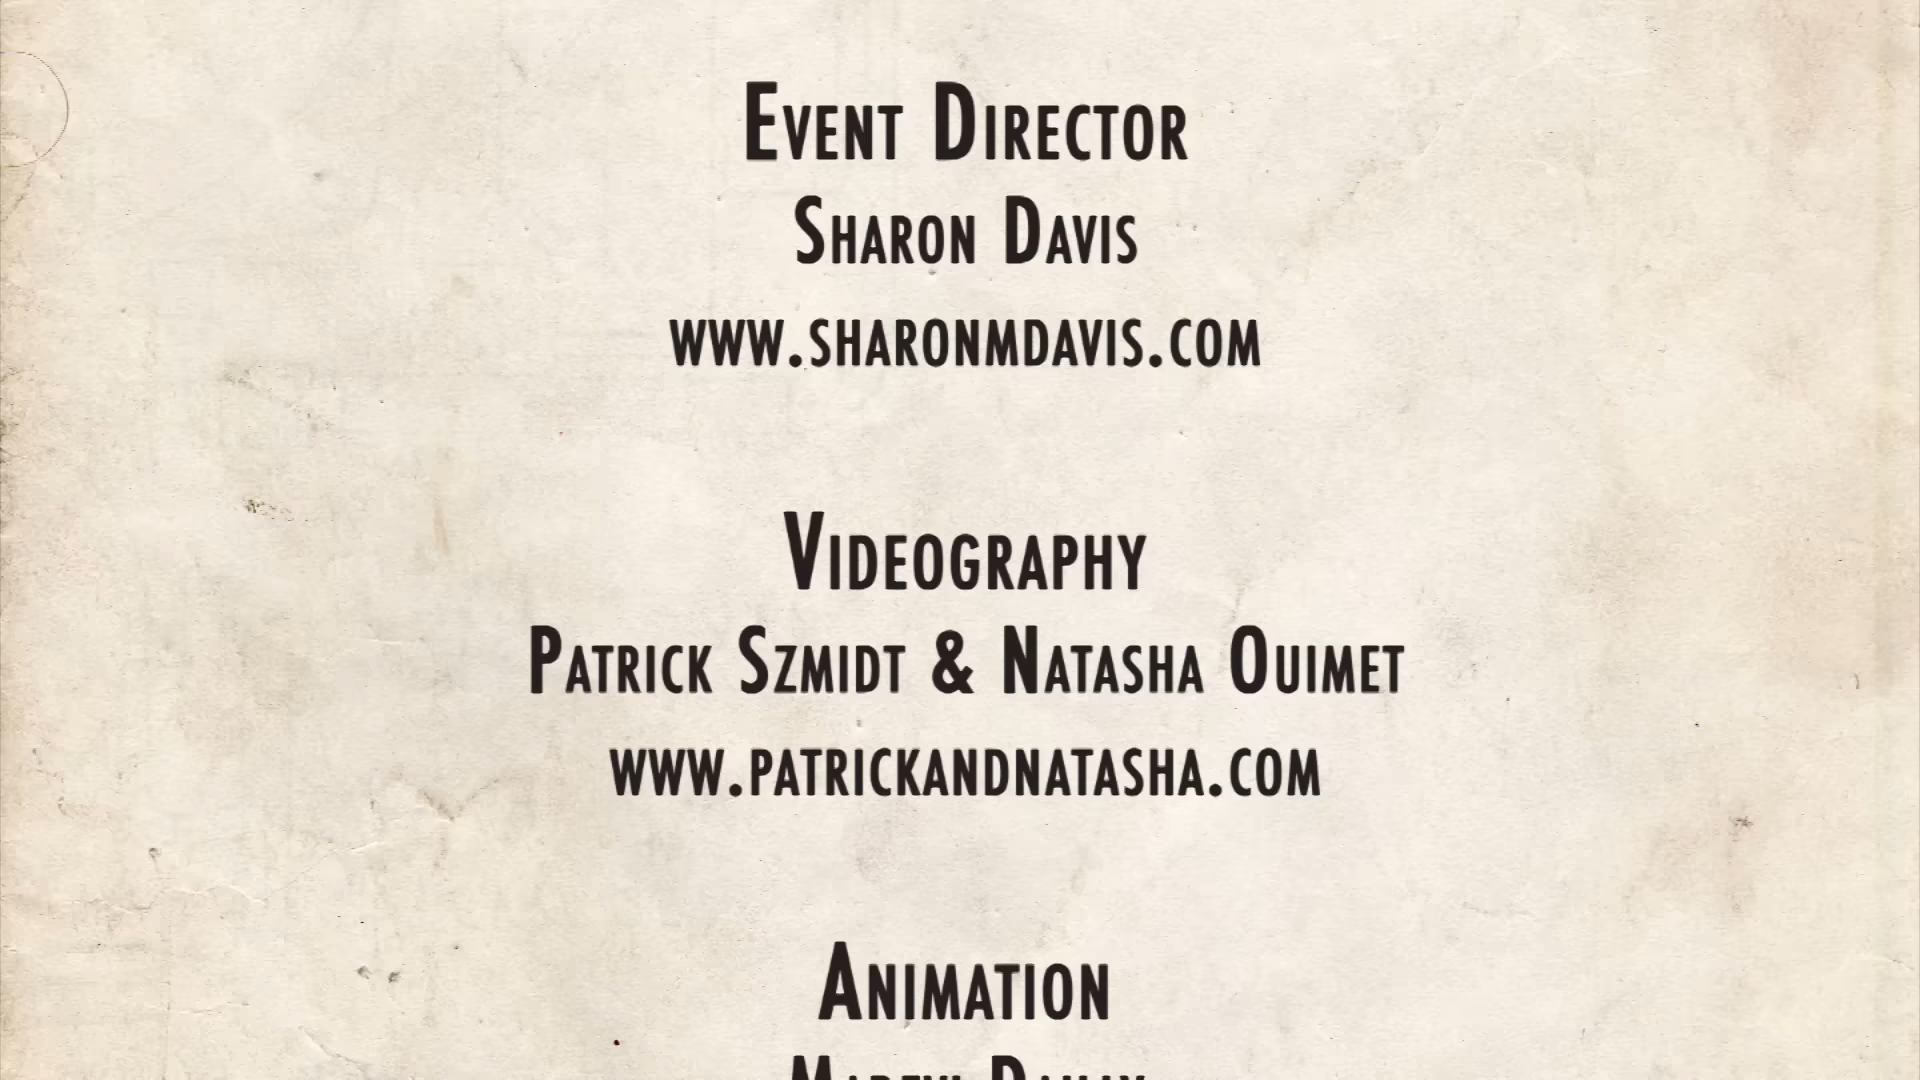 Event Director
Sharon Davis
www.sharonmdavis.com
Videography
Patrick Szmidt & Natasha Ouimet
www.patrickandnatasha.com
Animation